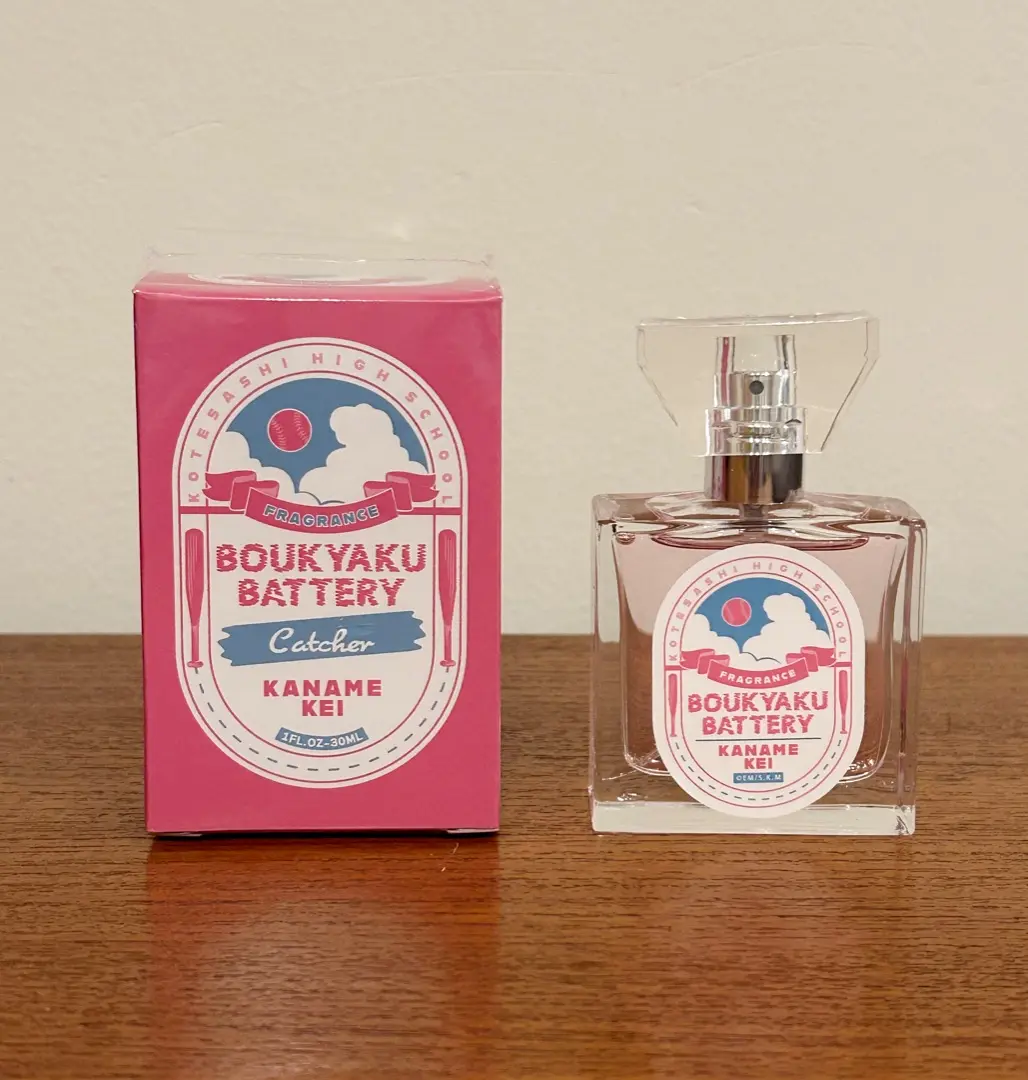 KOTESASHI HIGH SCHOOL
FRAGRANCE
BOUKYAKU
BATTERY
Catcher
KANAME
KEI
1FL.OZ-30ML
KOTESASHI HIGH SCHOOL
FRAGRANCE
BOUKYAKU
BATTERY
KANAME
KEI
©EM/S,K,M